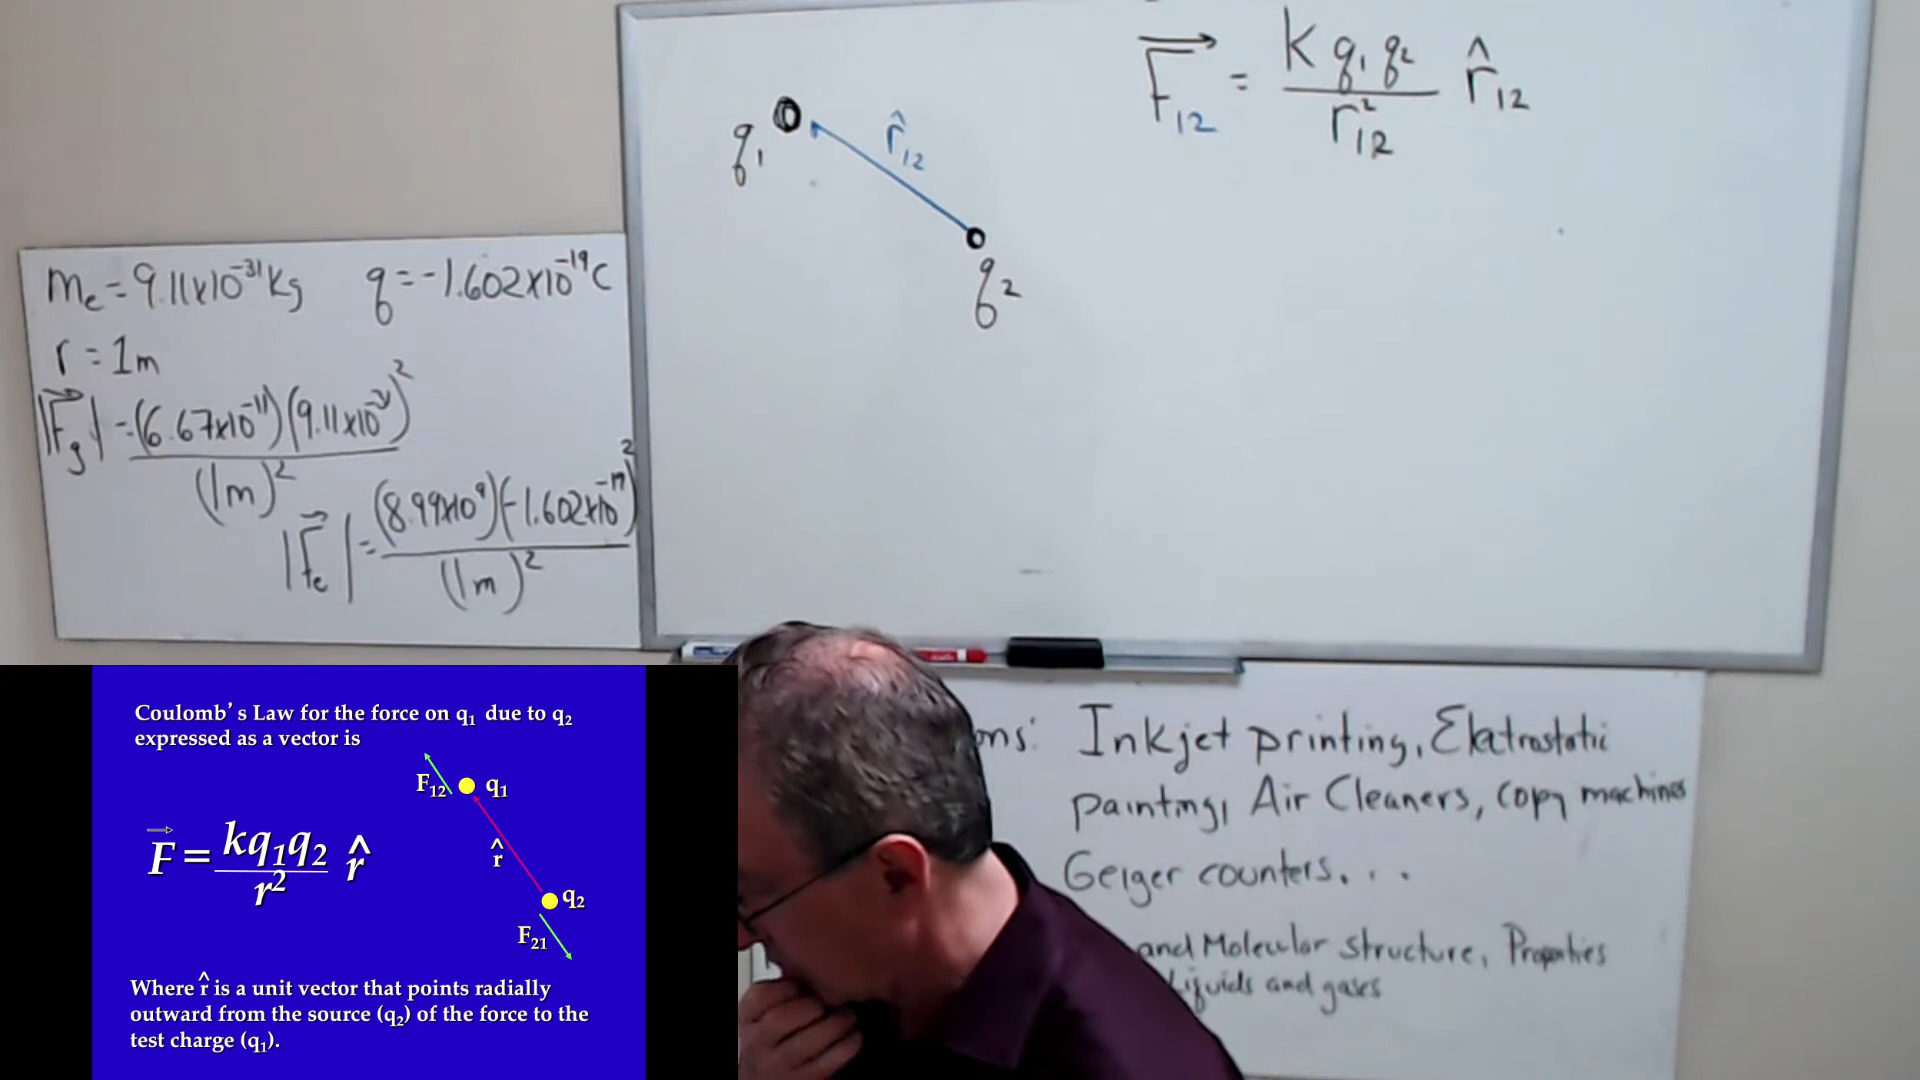 F₁₂ = k q₁ q₂ / r₁₂² r̂₁₂
q₁
r̂₁₂
q₂
mₑ = 9.11x10⁻³¹ kg q = -1.602x10⁻¹⁹ C
r = 1m
|F_g| = (6.67x10⁻¹¹)(9.11x10⁻³¹)² / (1m)²
|Fₑ| = (8.99x10⁹)(-1.602x10⁻¹⁹)² / (1m)²
Coulomb's Law for the force on q₁ due to q₂
expressed as a vector is
F₁₂ q₁
F = kq₁q₂ / r² r̂
r̂
q₂
F₂₁
Where r̂ is a unit vector that points radially
outward from the source (q₂) of the force to the
test charge (q₁).
ons: Inkjet printing, Eletrostatic
painting, Air Cleaners, copy machines
Geiger counters. . .
and Molecular structure, Properties
liquids and gases